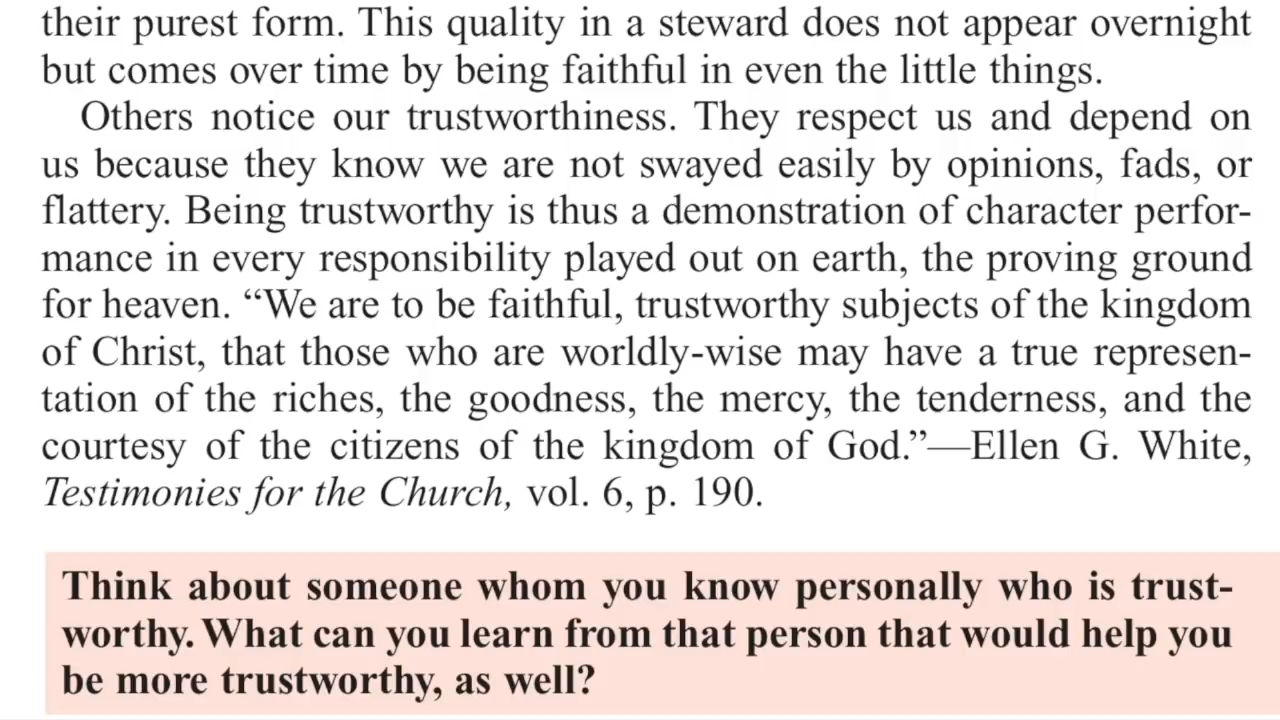 their purest form. This quality in a steward does not appear overnight
but comes over time by being faithful in even the little things.
Others notice our trustworthiness. They respect us and depend on
us because they know we are not swayed easily by opinions, fads, or
flattery. Being trustworthy is thus a demonstration of character perfor-
mance in every responsibility played out on earth, the proving ground
for heaven. “We are to be faithful, trustworthy subjects of the kingdom
of Christ, that those who are worldly-wise may have a true represen-
tation of the riches, the goodness, the mercy, the tenderness, and the
courtesy of the citizens of the kingdom of God.”—Ellen G. White,
Testimonies for the Church, vol. 6, p. 190.
Think about someone whom you know personally who is trust-
worthy. What can you learn from that person that would help you
be more trustworthy, as well?